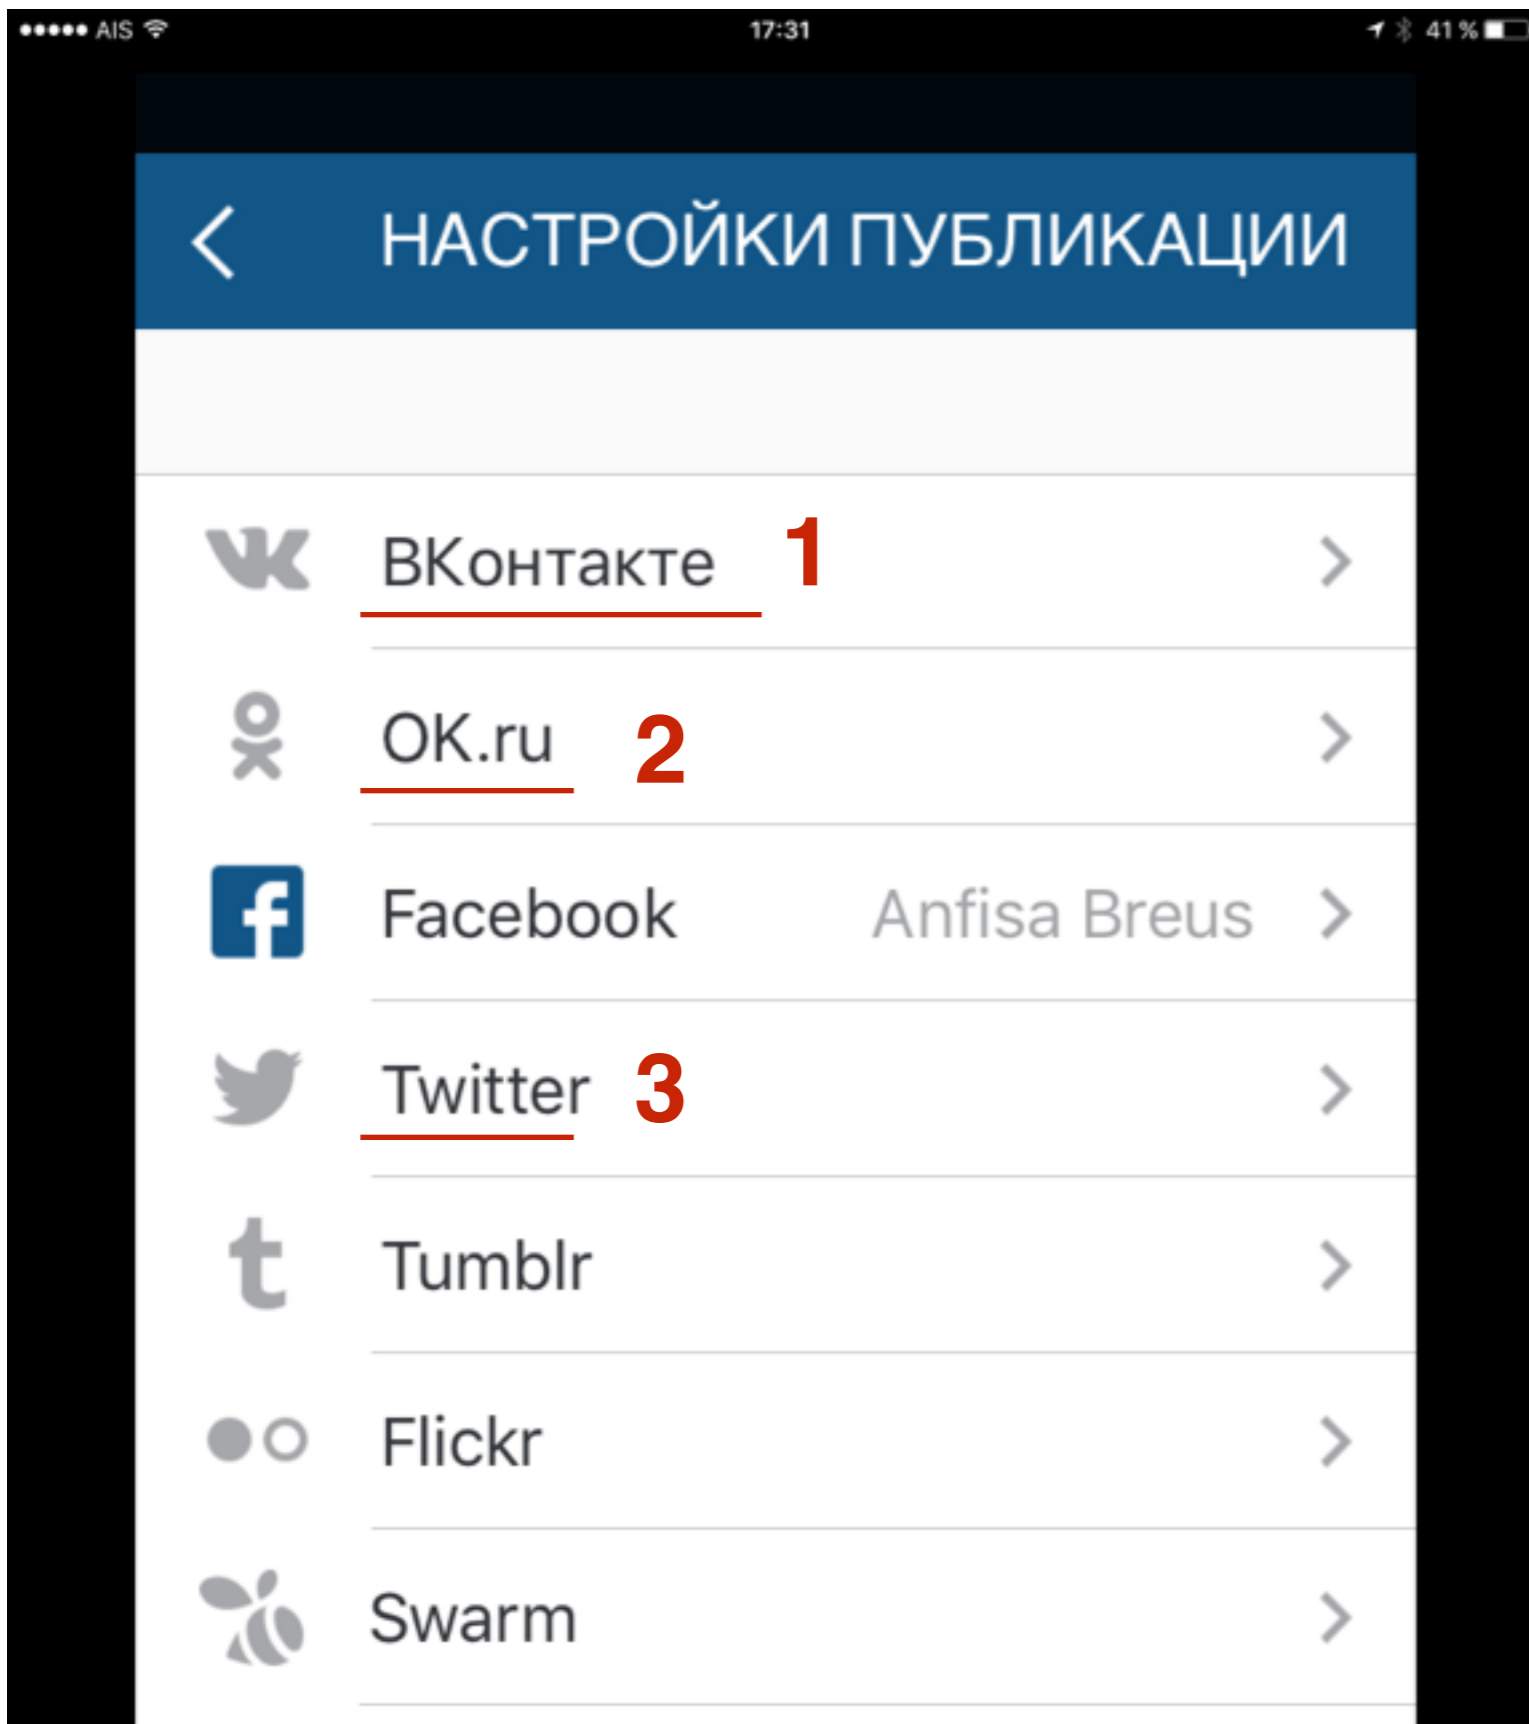 AIS 17:31 41 %
НАСТРОЙКИ ПУБЛИКАЦИИ
ВКонтакте 1
OK.ru 2
Facebook Anfisa Breus
Twitter 3
Tumblr
Flickr
Swarm